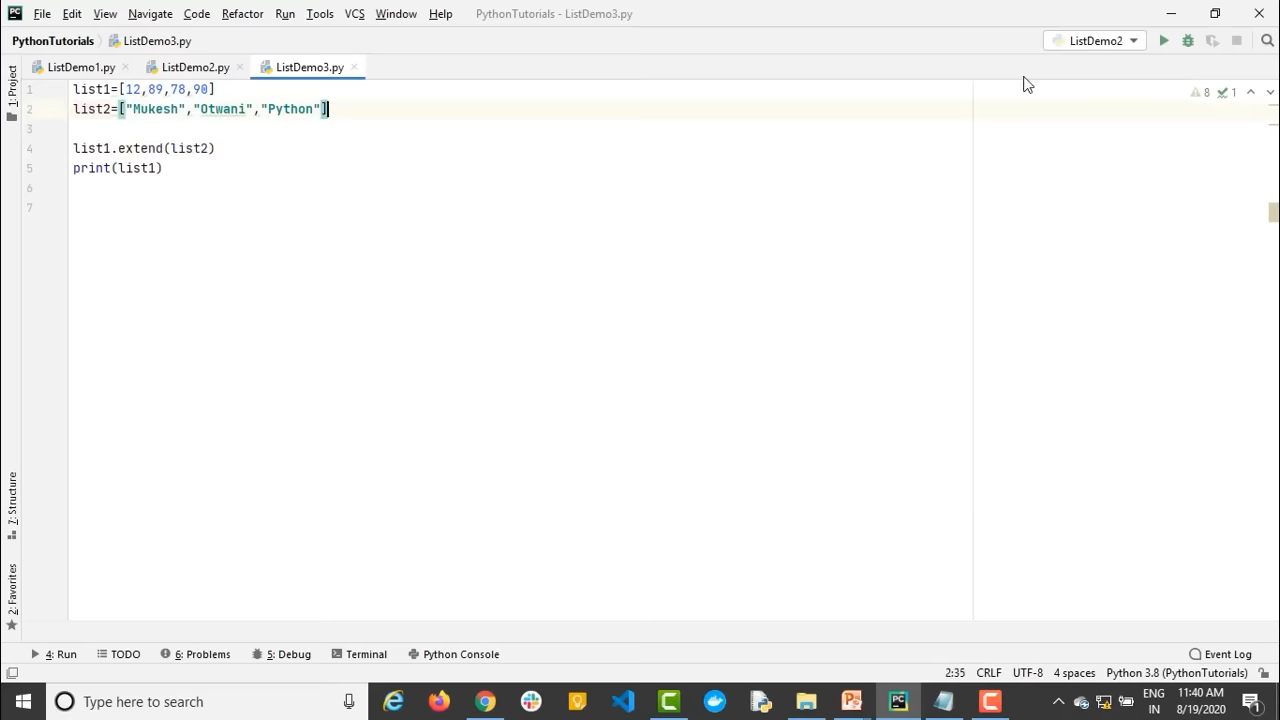 PC File Edit View Navigate Code Refactor Run Tools VCS Window Help PythonTutorials - ListDemo3.py
PythonTutorials ListDemo3.py ListDemo2
ListDemo1.py ListDemo2.py ListDemo3.py
1: Project
8 1
1 list1=[12,89,78,90]
2 list2=["Mukesh","Otwani","Python"]
3
4 list1.extend(list2)
5 print(list1)
6
7
7: Structure
2: Favorites
4: Run TODO 6: Problems 5: Debug Terminal Python Console Event Log
2:35 CRLF UTF-8 4 spaces Python 3.8 (PythonTutorials)
Type here to search
PC
ENG 11:40 AM
IN 8/19/2020
1